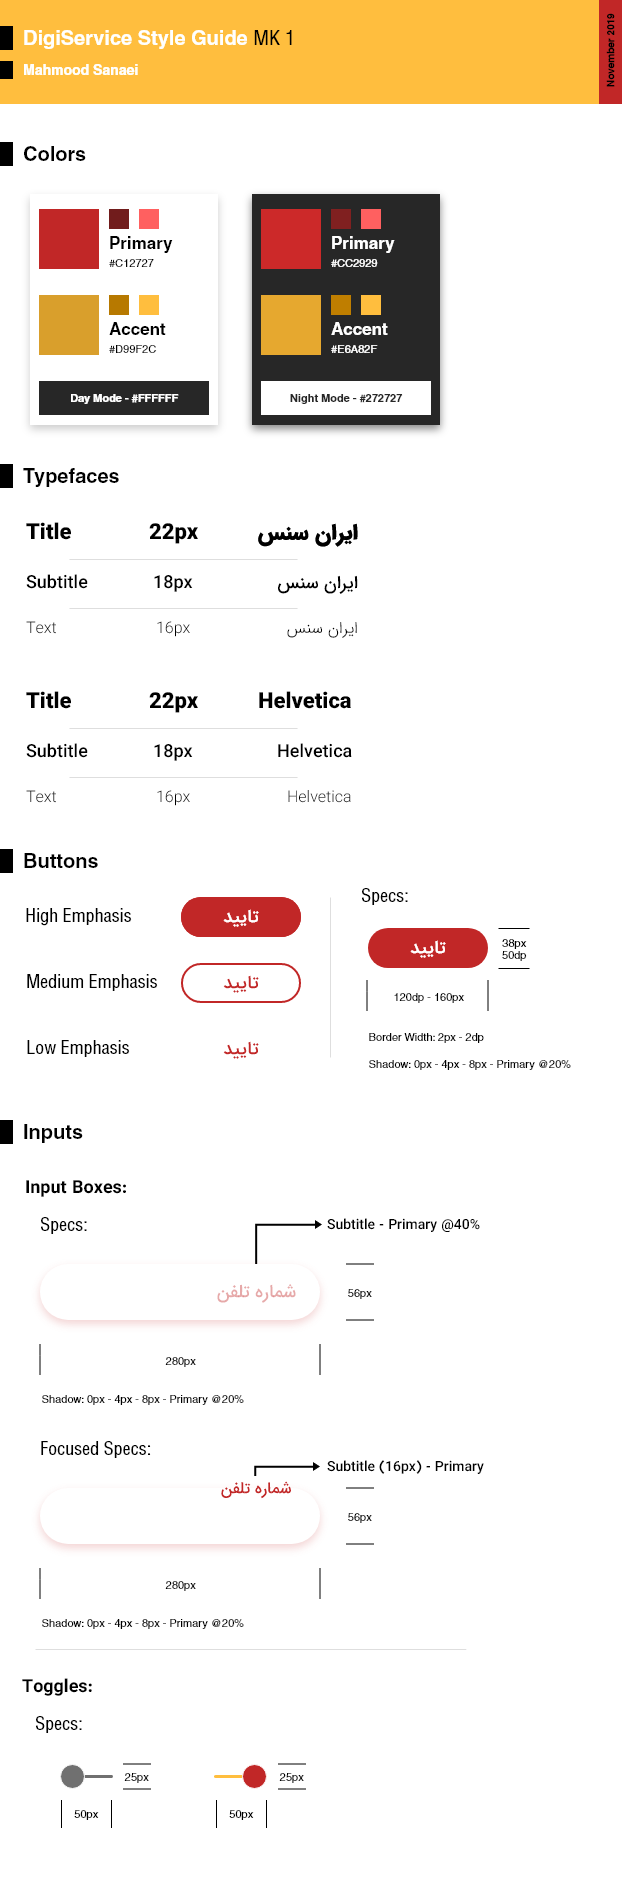 DigiService Style Guide MK 1
Mahmood Sanaei
November 2019
Colors
Primary
#C12727
Accent
#D99F2C
Day Mode - #FFFFFF
Primary
#CC2929
Accent
#E6A82F
Night Mode - #272727
Typefaces
Title 22px ایران سنس
Subtitle 18px ایران سنس
Text 16px ایران سنس
Title 22px Helvetica
Subtitle 18px Helvetica
Text 16px Helvetica
Buttons
High Emphasis تایید
Medium Emphasis تایید
Low Emphasis تایید
Specs:
تایید
38px
50dp
120dp - 160px
Border Width: 2px - 2dp
Shadow: 0px - 4px - 8px - Primary @20%
Inputs
Input Boxes:
Specs:
Subtitle - Primary @40%
شماره تلفن
56px
280px
Shadow: 0px - 4px - 8px - Primary @20%
Focused Specs:
Subtitle (16px) - Primary
شماره تلفن
56px
280px
Shadow: 0px - 4px - 8px - Primary @20%
Toggles:
Specs:
25px
50px
25px
50px